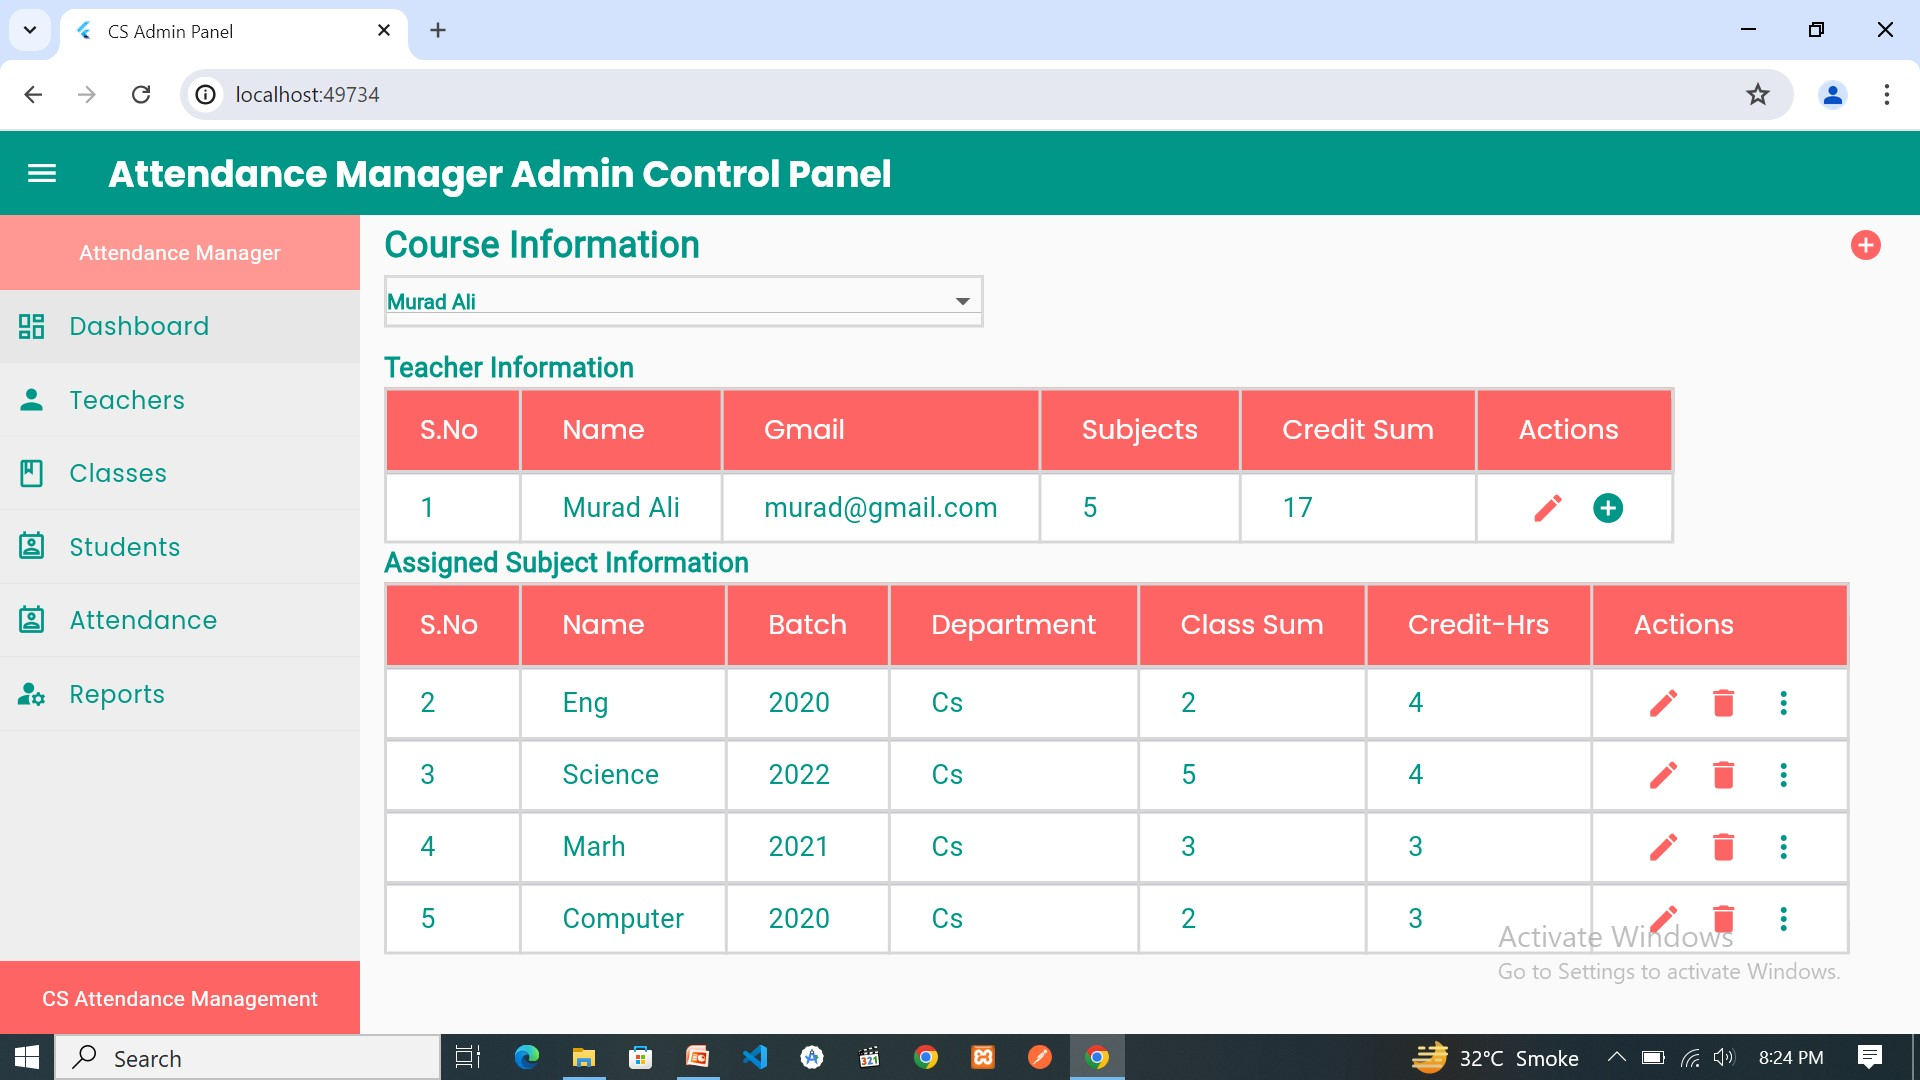 CS Admin Panel
localhost:49734
Attendance Manager Admin Control Panel
Attendance Manager
Dashboard
Teachers
Classes
Students
Attendance
Reports
CS Attendance Management
Course Information
Murad Ali
Teacher Information
S.No Name Gmail Subjects Credit Sum Actions
1 Murad Ali murad@gmail.com 5 17
Assigned Subject Information
S.No Name Batch Department Class Sum Credit-Hrs Actions
2 Eng 2020 Cs 2 4
3 Science 2022 Cs 5 4
4 Marh 2021 Cs 3 3
5 Computer 2020 Cs 2 3
Activate Windows
Go to Settings to activate Windows.
Search
321
32°C Smoke
8:24 PM